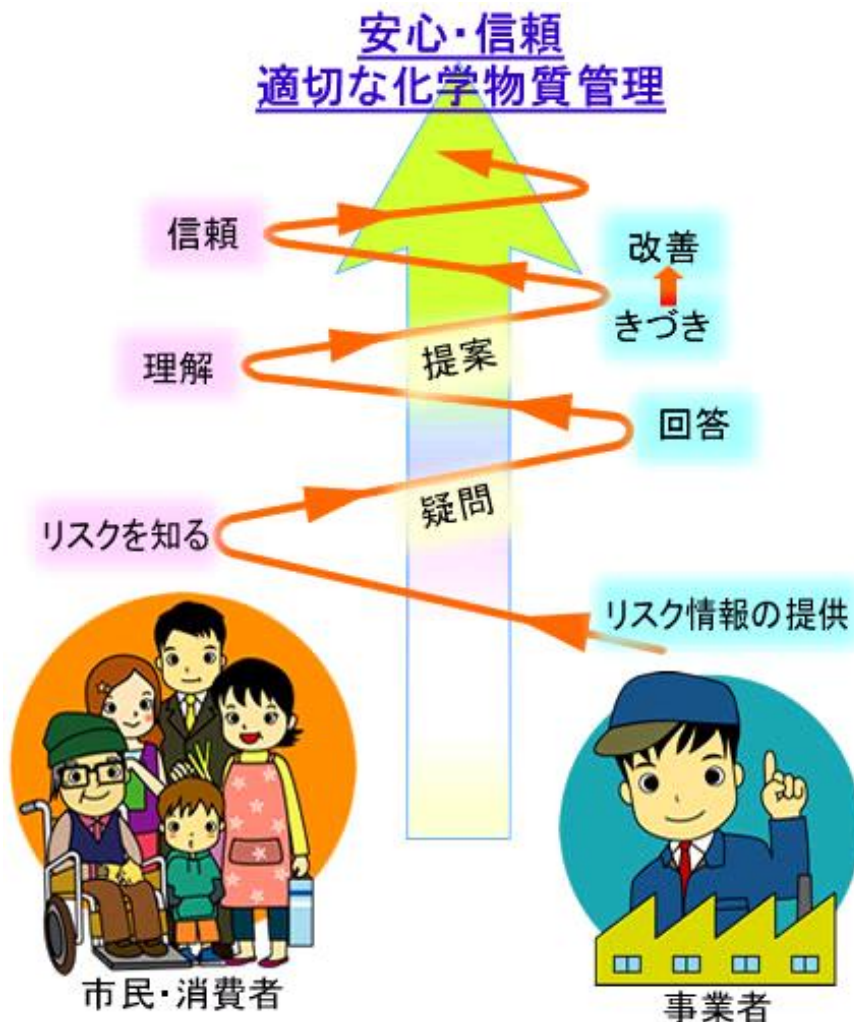 安心・信頼
適切な化学物質管理
信頼
改善
きづき
提案
理解
回答
疑問
リスクを知る
リスク情報の提供
市民・消費者
事業者